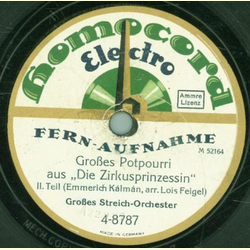 Homocord
Electro
Ammre
Lizenz
FERN-AUFNAHME
M 52164
Großes Potpourri
aus „Die Zirkusprinzessin"
II. Teil (Emmerich Kálmán, arr. Lois Feigel)
Großes Streich-Orchester
4-8787
MADE IN GERMANY